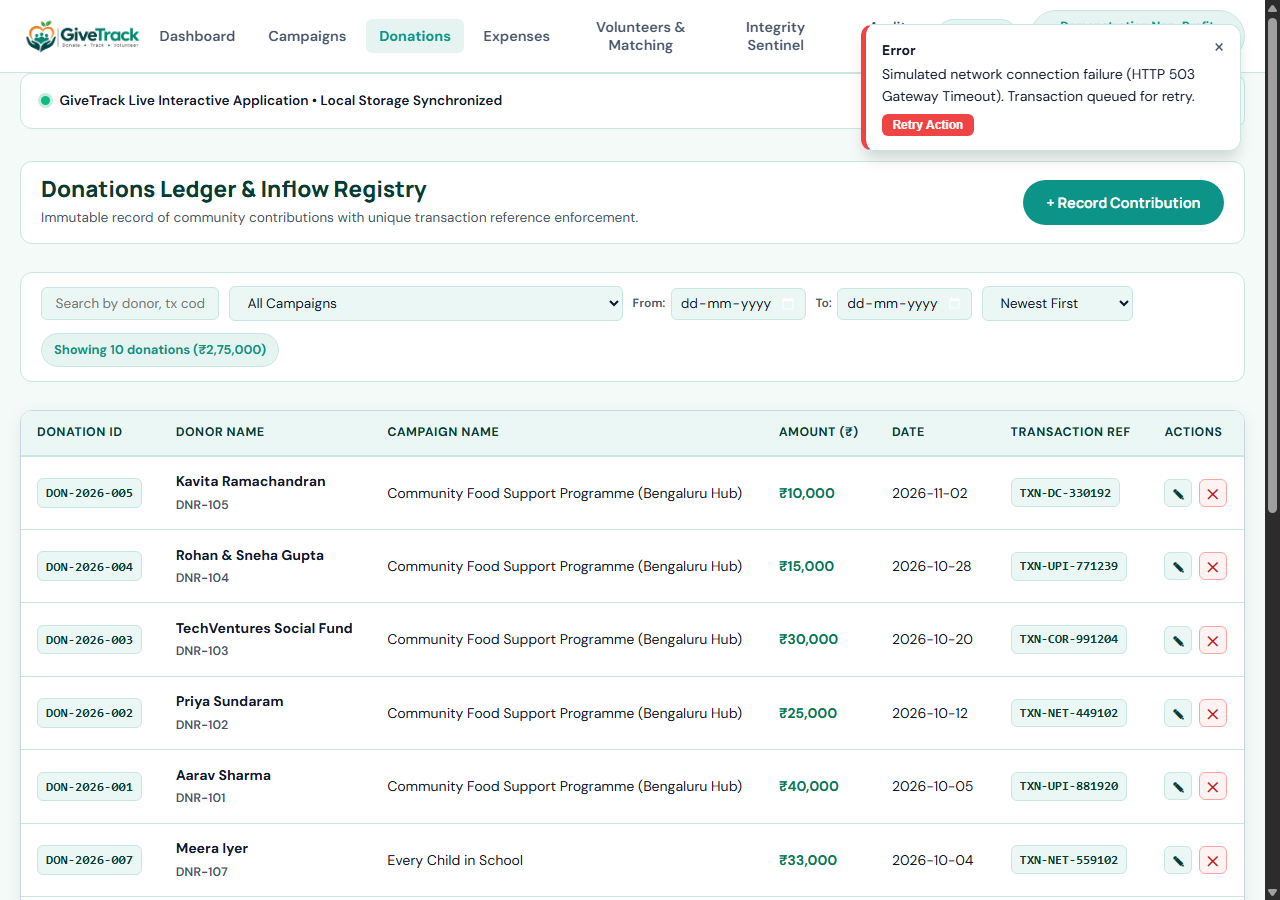 GiveTrack
Donate • Track • Volunteer
Dashboard
Campaigns
Donations
Expenses
Volunteers &
Matching
Integrity
Sentinel
Error
×
Simulated network connection failure (HTTP 503
Gateway Timeout). Transaction queued for retry.
Retry Action
GiveTrack Live Interactive Application • Local Storage Synchronized
Donations Ledger & Inflow Registry
Immutable record of community contributions with unique transaction reference enforcement.
+ Record Contribution
Search by donor, tx cod
All Campaigns
From:
dd-mm-yyyy
To:
dd-mm-yyyy
Newest First
Showing 10 donations (₹2,75,000)
DONATION ID DONOR NAME CAMPAIGN NAME AMOUNT (₹) DATE TRANSACTION REF ACTIONS
DON-2026-005 Kavita Ramachandran Community Food Support Programme (Bengaluru Hub) ₹10,000 2026-11-02 TXN-DC-330192
DNR-105
DON-2026-004 Rohan & Sneha Gupta Community Food Support Programme (Bengaluru Hub) ₹15,000 2026-10-28 TXN-UPI-771239
DNR-104
DON-2026-003 TechVentures Social Fund Community Food Support Programme (Bengaluru Hub) ₹30,000 2026-10-20 TXN-COR-991204
DNR-103
DON-2026-002 Priya Sundaram Community Food Support Programme (Bengaluru Hub) ₹25,000 2026-10-12 TXN-NET-449102
DNR-102
DON-2026-001 Aarav Sharma Community Food Support Programme (Bengaluru Hub) ₹40,000 2026-10-05 TXN-UPI-881920
DNR-101
DON-2026-007 Meera Iyer Every Child in School ₹33,000 2026-10-04 TXN-NET-559102
DNR-107